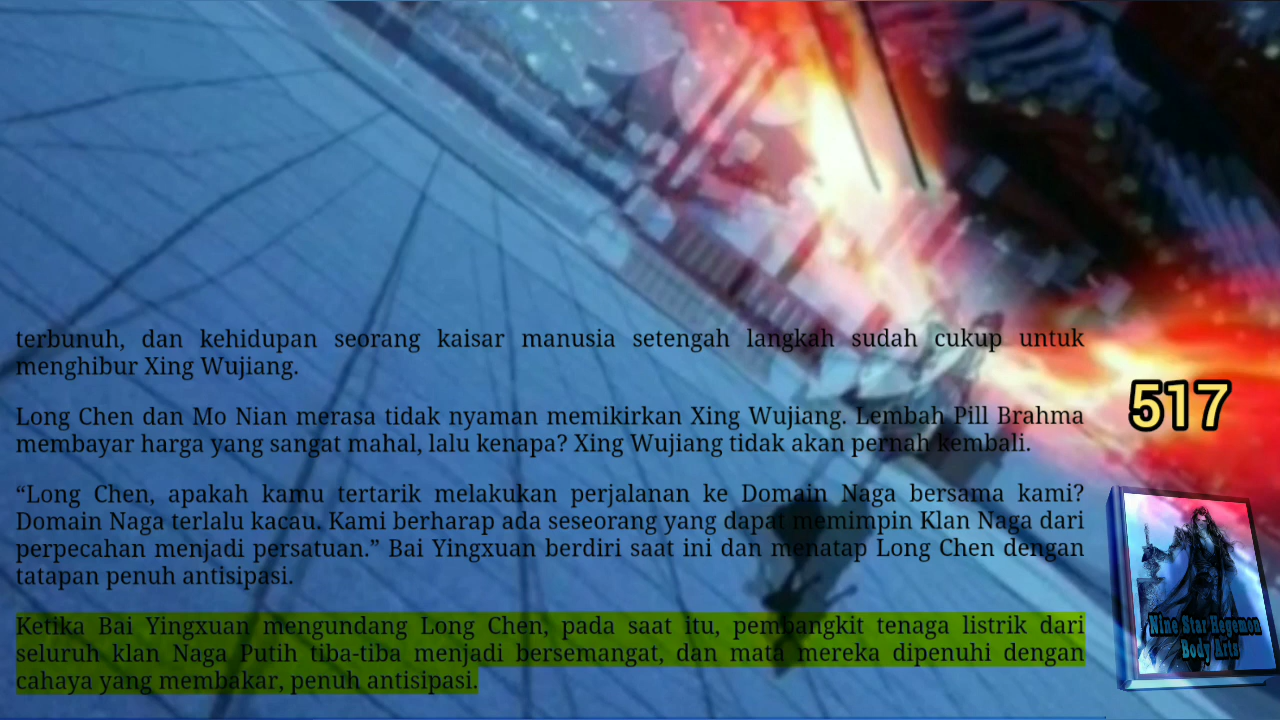 terbunuh, dan kehidupan seorang kaisar manusia setengah langkah sudah cukup untuk
menghibur Xing Wujiang.
Long Chen dan Mo Nian merasa tidak nyaman memikirkan Xing Wujiang. Lembah Pill Brahma
membayar harga yang sangat mahal, lalu kenapa? Xing Wujiang tidak akan pernah kembali.
“Long Chen, apakah kamu tertarik melakukan perjalanan ke Domain Naga bersama kami?
Domain Naga terlalu kacau. Kami berharap ada seseorang yang dapat memimpin Klan Naga dari
perpecahan menjadi persatuan.” Bai Yingxuan berdiri saat ini dan menatap Long Chen dengan
tatapan penuh antisipasi.
Ketika Bai Yingxuan mengundang Long Chen, pada saat itu, pembangkit tenaga listrik dari
seluruh klan Naga Putih tiba-tiba menjadi bersemangat, dan mata mereka dipenuhi dengan
cahaya yang membakar, penuh antisipasi.
517
Nine Star Hegemon
Body Arts